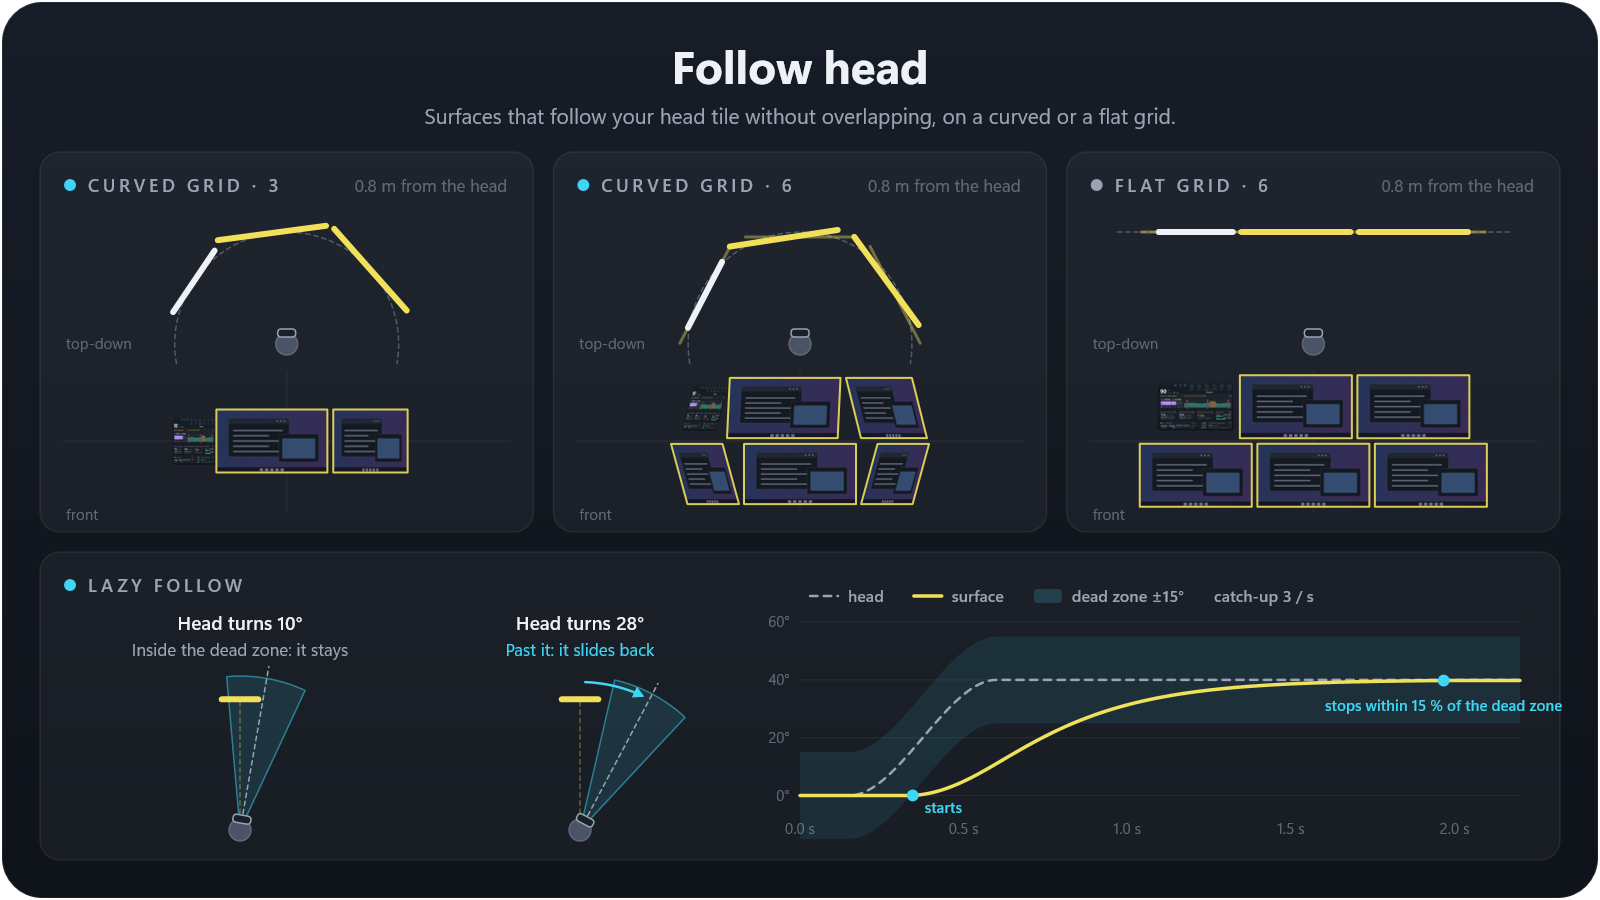 Follow head
Surfaces that follow your head tile without overlapping, on a curved or a flat grid.
CURVED GRID · 3
0.8 m from the head
top-down
front
CURVED GRID · 6
0.8 m from the head
top-down
front
FLAT GRID · 6
0.8 m from the head
top-down
front
LAZY FOLLOW
Head turns 10°
Inside the dead zone: it stays
Head turns 28°
Past it: it slides back
head
surface
dead zone ±15°
catch-up 3 / s
60°
40°
20°
0°
stops within 15 % of the dead zone
starts
0.0 s
0.5 s
1.0 s
1.5 s
2.0 s